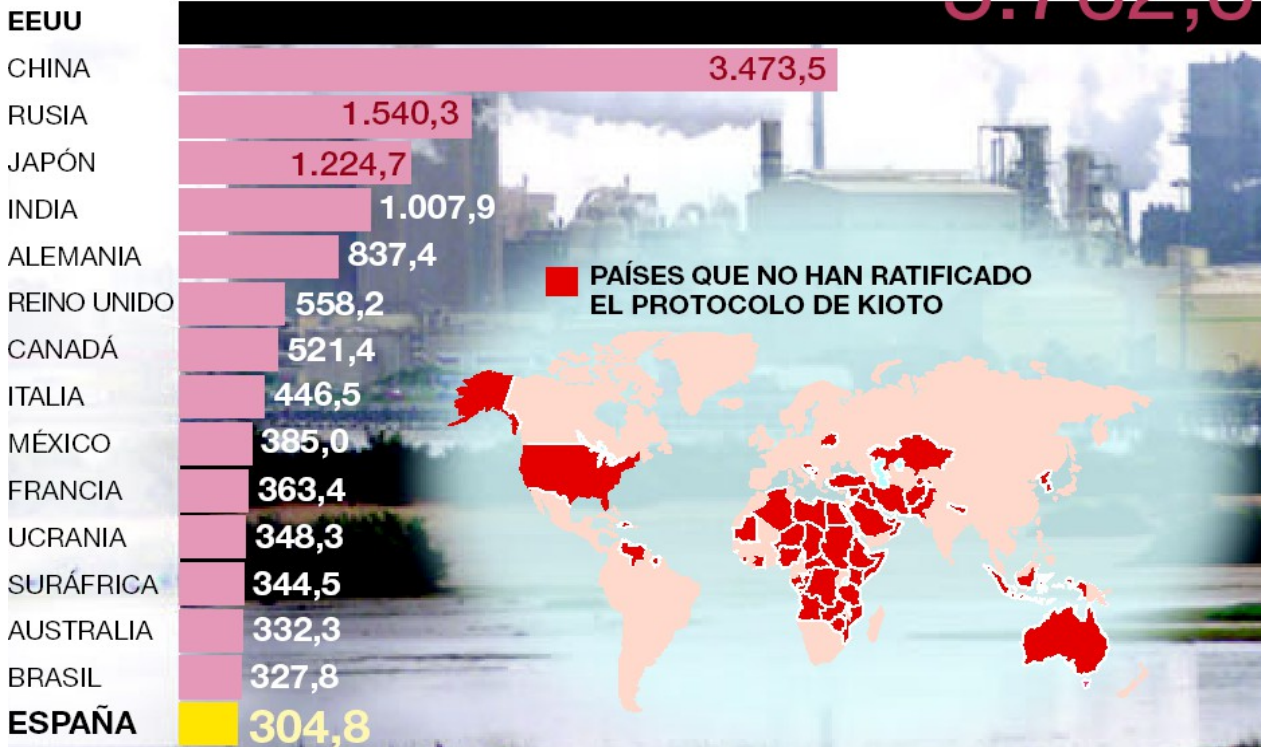 EEUU
CHINA 3.473,5
RUSIA 1.540,3
JAPÓN 1.224,7
INDIA 1.007,9
ALEMANIA 837,4
REINO UNIDO 558,2
CANADÁ 521,4
ITALIA 446,5
MÉXICO 385,0
FRANCIA 363,4
UCRANIA 348,3
SURÁFRICA 344,5
AUSTRALIA 332,3
BRASIL 327,8
ESPAÑA 304,8
PAÍSES QUE NO HAN RATIFICADO
EL PROTOCOLO DE KIOTO